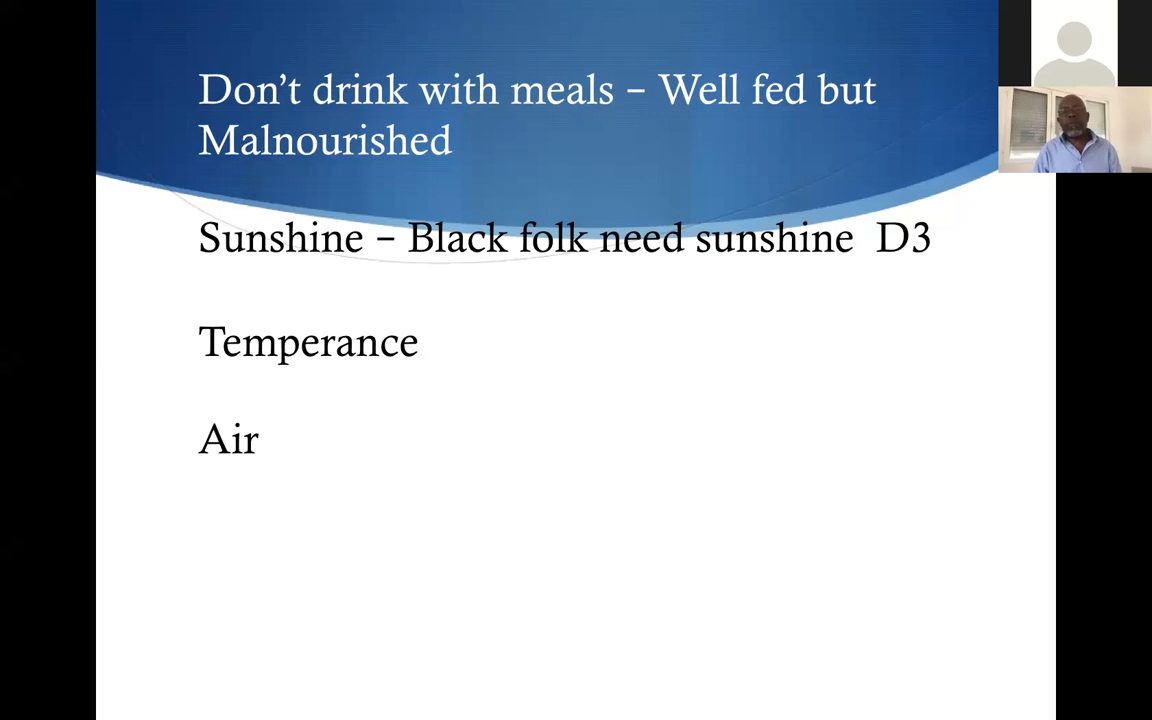 Don’t drink with meals – Well fed but
Malnourished
Sunshine – Black folk need sunshine  D3
Temperance
Air